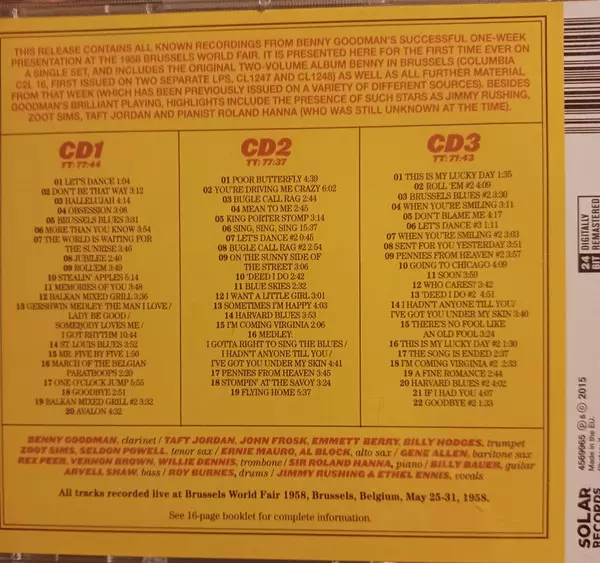 THIS RELEASE CONTAINS ALL KNOWN RECORDINGS FROM BENNY GOODMAN'S SUCCESSFUL ONE-WEEK
PRESENTATION AT THE 1958 BRUSSELS WORLD FAIR. IT IS PRESENTED HERE FOR THE FIRST TIME EVER ON
A SINGLE SET, AND INCLUDES THE ORIGINAL TWO-VOLUME ALBUM BENNY IN BRUSSELS (COLUMBIA
C2L 16, FIRST ISSUED ON TWO SEPARATE LPS, CL1247 AND CL1248) AS WELL AS ALL FURTHER MATERIAL
FROM THAT WEEK (WHICH HAS BEEN PREVIOUSLY ISSUED ON A VARIETY OF DIFFERENT SOURCES). BESIDES
GOODMAN'S BRILLIANT PLAYING, HIGHLIGHTS INCLUDE THE PRESENCE OF SUCH STARS AS JIMMY RUSHING,
ZOOT SIMS, TAFT JORDAN AND PIANIST ROLAND HANNA (WHO WAS STILL UNKNOWN AT THE TIME).
CD1
TT: 77:44
01 LET'S DANCE 1:04
02 DON'T BE THAT WAY 3:12
03 HALLELUJAH 4:14
04 OBSESSION 3:08
05 BRUSSELS BLUES 3:31
06 MORE THAN YOU KNOW 3:54
07 THE WORLD IS WAITING FOR
THE SUNRISE 3:46
08 JUBILEE 2:40
09 ROLL'EM 3:49
10 STEALIN' APPLES 5:14
11 MEMORIES OF YOU 3:48
12 BALKAN MIXED GRILL 3:36
13 GERSHWIN MEDLEY: THE MAN I LOVE /
LADY BE GOOD /
SOMEBODY LOVES ME /
I GOT RHYTHM 10:44
14 ST. LOUIS BLUES 3:52
15 MR. FIVE BY FIVE 1:50
16 MARCH OF THE BELGIAN
PARATROOPS 2:20
17 ONE O'CLOCK JUMP 5:55
18 GOODBYE 2:51
19 BALKAN MIXED GRILL #2 3:32
20 AVALON 4:32
CD2
TT: 77:37
01 POOR BUTTERFLY 4:39
02 YOU'RE DRIVING ME CRAZY 6:02
03 BUGLE CALL RAG 2:44
04 MEAN TO ME 2:45
05 KING PORTER STOMP 3:14
06 SING, SING, SING 15:37
07 LET'S DANCE #2 0:45
08 BUGLE CALL RAG #2 2:54
09 ON THE SUNNY SIDE OF
THE STREET 3:06
10 'DEED I DO 2:42
11 BLUE SKIES 2:32
12 I WANT A LITTLE GIRL 3:01
13 SOMETIMES I'M HAPPY 4:03
14 HARVARD BLUES 3:53
15 I'M COMING VIRGINIA 2:06
16 MEDLEY:
I GOTTA RIGHT TO SING THE BLUES /
I HADN'T ANYONE TILL YOU /
I'VE GOT YOU UNDER MY SKIN 4:41
17 PENNIES FROM HEAVEN 3:45
18 STOMPIN' AT THE SAVOY 3:24
19 FLYING HOME 5:37
CD3
TT: 71:43
01 THIS IS MY LUCKY DAY 1:35
02 ROLL 'EM #2 4:09
03 BRUSSELS BLUES #2 3:30
04 WHEN YOU'RE SMILING 3:11
05 DON'T BLAME ME 4:17
06 LET'S DANCE #3 1:11
07 WHEN YOU'RE SMILING #2 3:03
08 SENT FOR YOU YESTERDAY 3:51
09 PENNIES FROM HEAVEN #2 3:57
10 GOING TO CHICAGO 4:09
11 SOON 3:59
12 WHO CARES? 3:42
13 'DEED I DO #2 4:51
14 I HADN'T ANYONE TILL YOU/
I'VE GOT YOU UNDER MY SKIN 3:40
15 THERE'S NO FOOL LIKE
AN OLD FOOL 3:24
16 THIS IS MY LUCKY DAY #2 1:30
17 THE SONG IS ENDED 2:37
18 I'M COMING VIRGINIA #2 2:33
19 A FINE ROMANCE 2:44
20 HARVARD BLUES #2 4:03
21 IF I HAD YOU 4:07
22 GOODBYE #2 1:33
BENNY GOODMAN, clarinet / TAFT JORDAN, JOHN FROSK, EMMETT BERRY, BILLY HODGES, trumpet
ZOOT SIMS, SELDON POWELL, tenor sax / ERNIE MAURO, AL BLOCK, alto sax / GENE ALLEN, baritone sax
REX PEER, VERNON BROWN, WILLIE DENNIS, trombone / SIR ROLAND HANNA, piano / BILLY BAUER, guitar
ARVELL SHAW, bass / ROY BURNES, drums / JIMMY RUSHING & ETHEL ENNIS, vocals
All tracks recorded live at Brussels World Fair 1958, Brussels, Belgium, May 25-31, 1958.
See 16-page booklet for complete information.
24 DIGITALLY
BIT REMASTERED
4569965 ℗ & © 2015
Made in the EU.
SOLAR
RECORDS